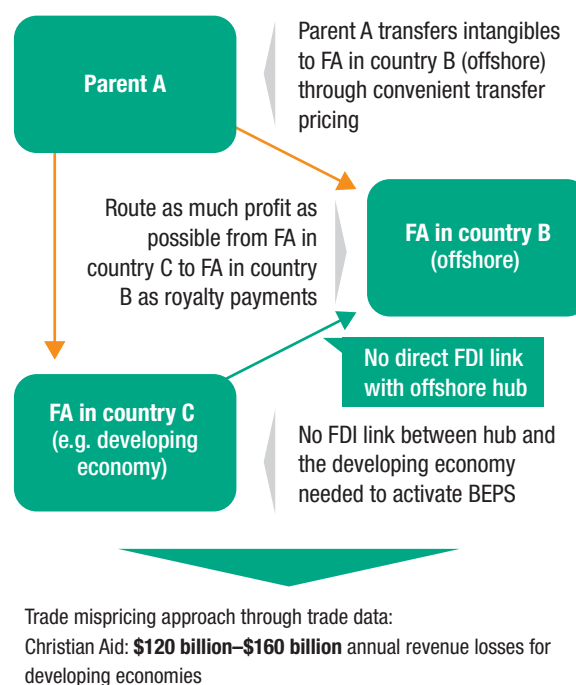 Parent A
Parent A transfers intangibles
to FA in country B (offshore)
through convenient transfer
pricing
Route as much profit as
possible from FA in
country C to FA in country
B as royalty payments
FA in country B
(offshore)
No direct FDI link
with offshore hub
FA in country C
(e.g. developing
economy)
No FDI link between hub and
the developing economy
needed to activate BEPS
Trade mispricing approach through trade data:
Christian Aid: $120 billion–$160 billion annual revenue losses for
developing economies